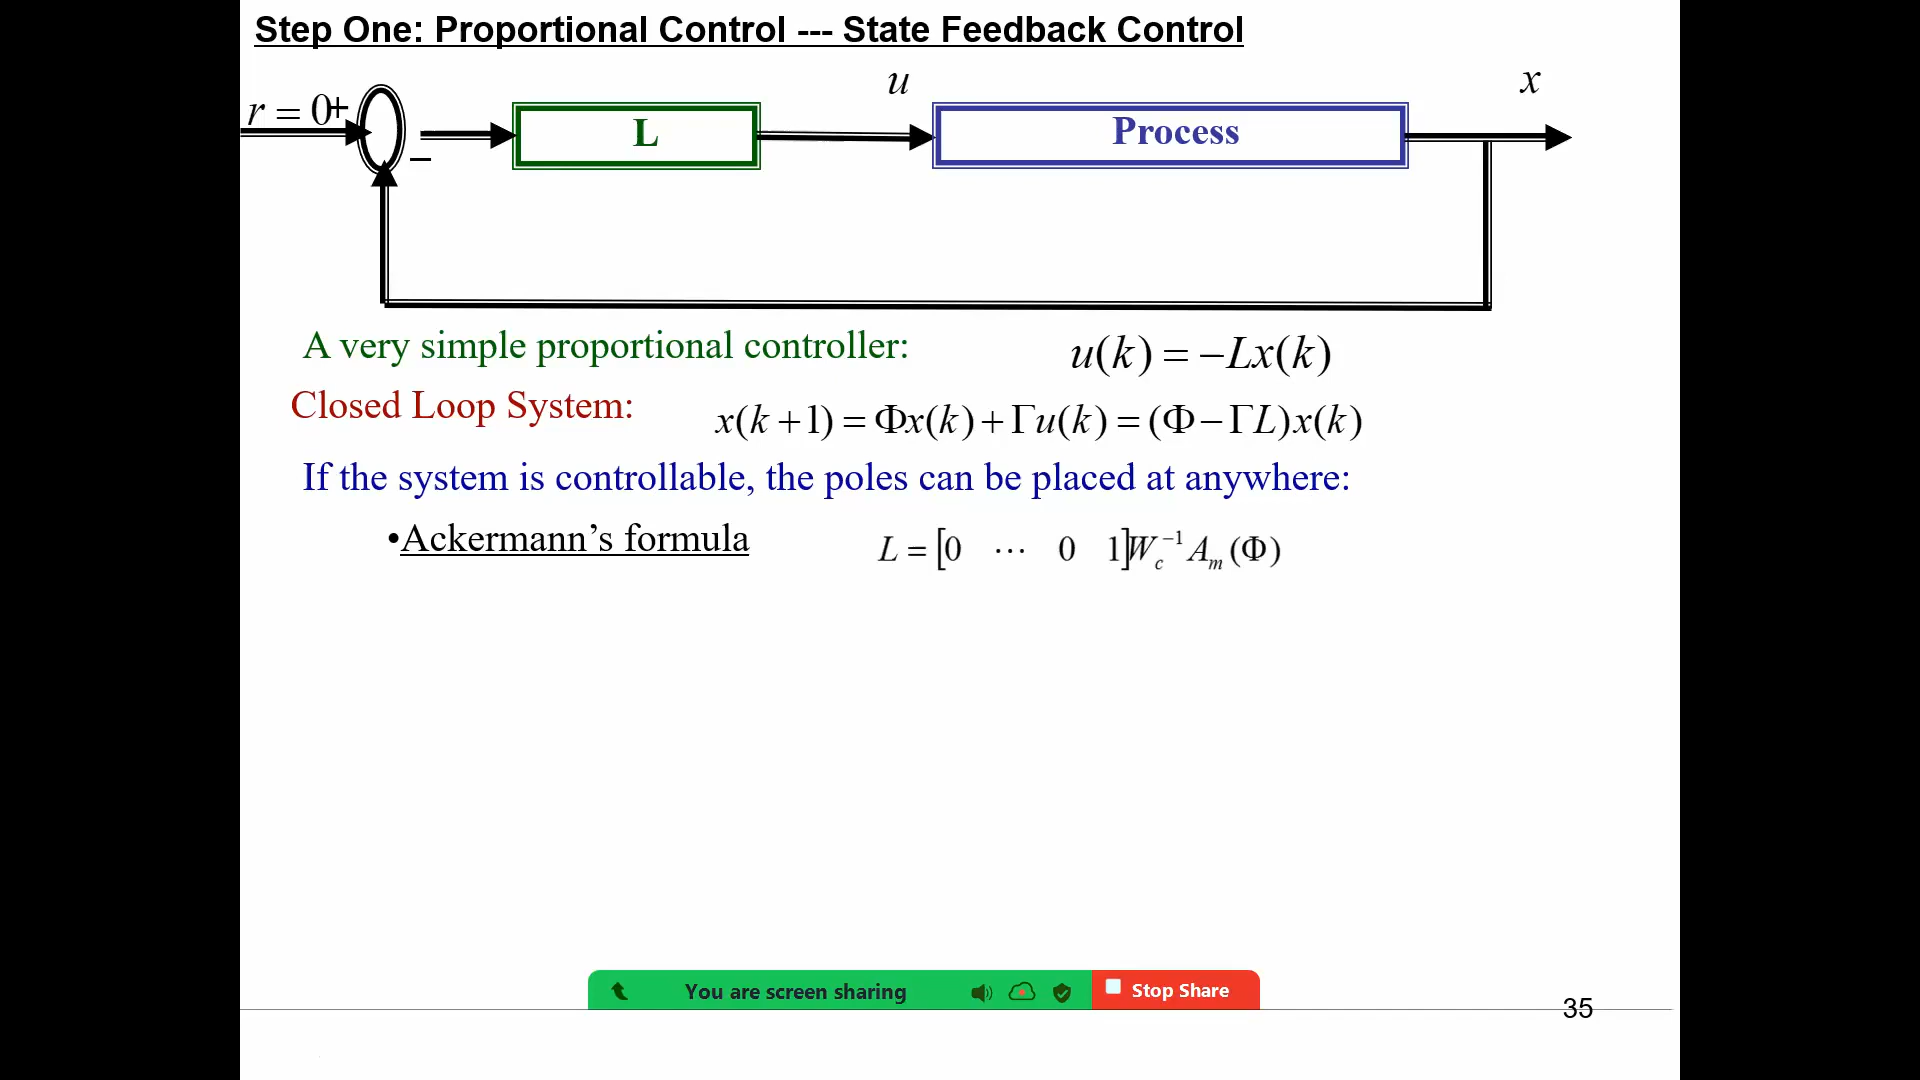 Step One: Proportional Control --- State Feedback Control
u
x
r = 0
+
L
Process
−
A very simple proportional controller: u(k) = −Lx(k)
Closed Loop System: x(k + 1) = Φx(k) + Γu(k) = (Φ − ΓL)x(k)
If the system is controllable, the poles can be placed at anywhere:
•Ackermann’s formula L = [0 ⋯ 0 1]W_c^{-1} A_m (Φ)
You are screen sharing
Stop Share
35